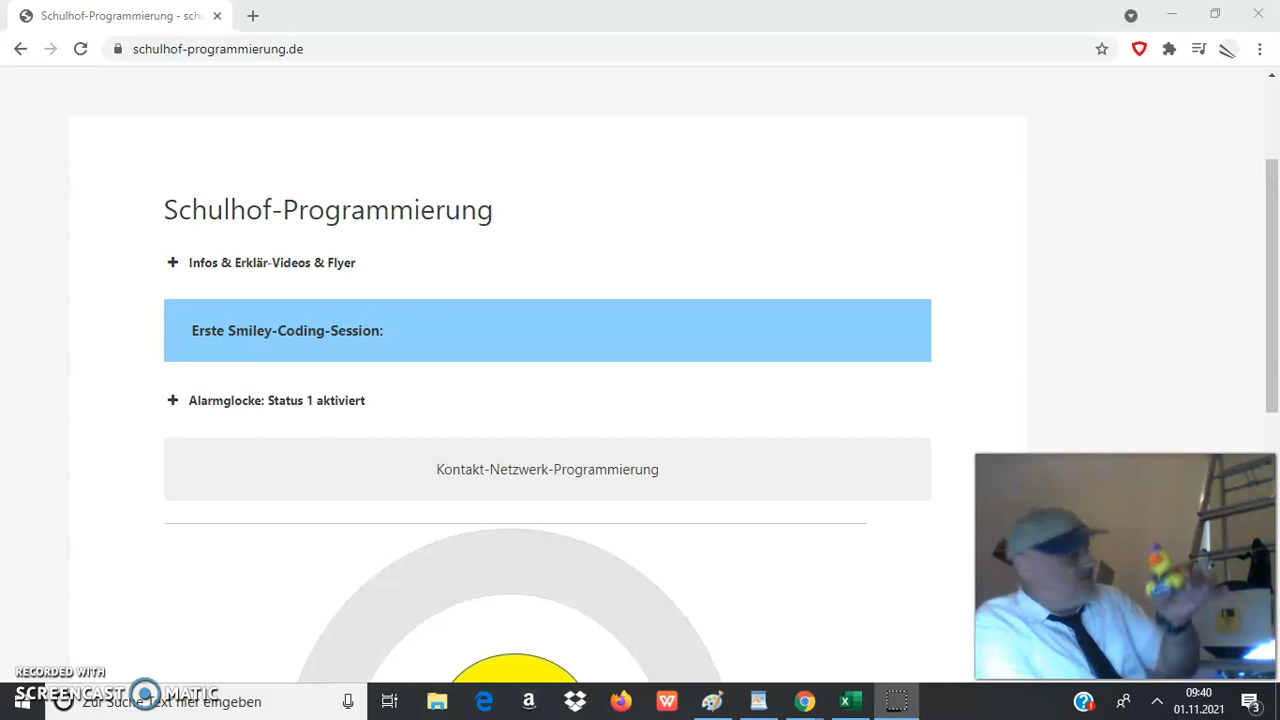 Schulhof-Programmierung - schu
schulhof-programmierung.de
Schulhof-Programmierung
Infos & Erklär-Videos & Flyer
Erste Smiley-Coding-Session:
Alarmglocke: Status 1 aktiviert
Kontakt-Netzwerk-Programmierung
RECORDED WITH
SCREENCAST MATIC
Zur Suche Text hier eingeben
09:40
01.11.2021
3